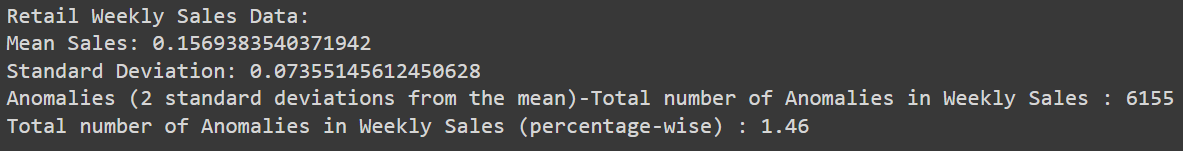 Retail Weekly Sales Data:
Mean Sales: 0.1569383540371942
Standard Deviation: 0.07355145612450628
Anomalies (2 standard deviations from the mean)-Total number of Anomalies in Weekly Sales : 6155
Total number of Anomalies in Weekly Sales (percentage-wise) : 1.46